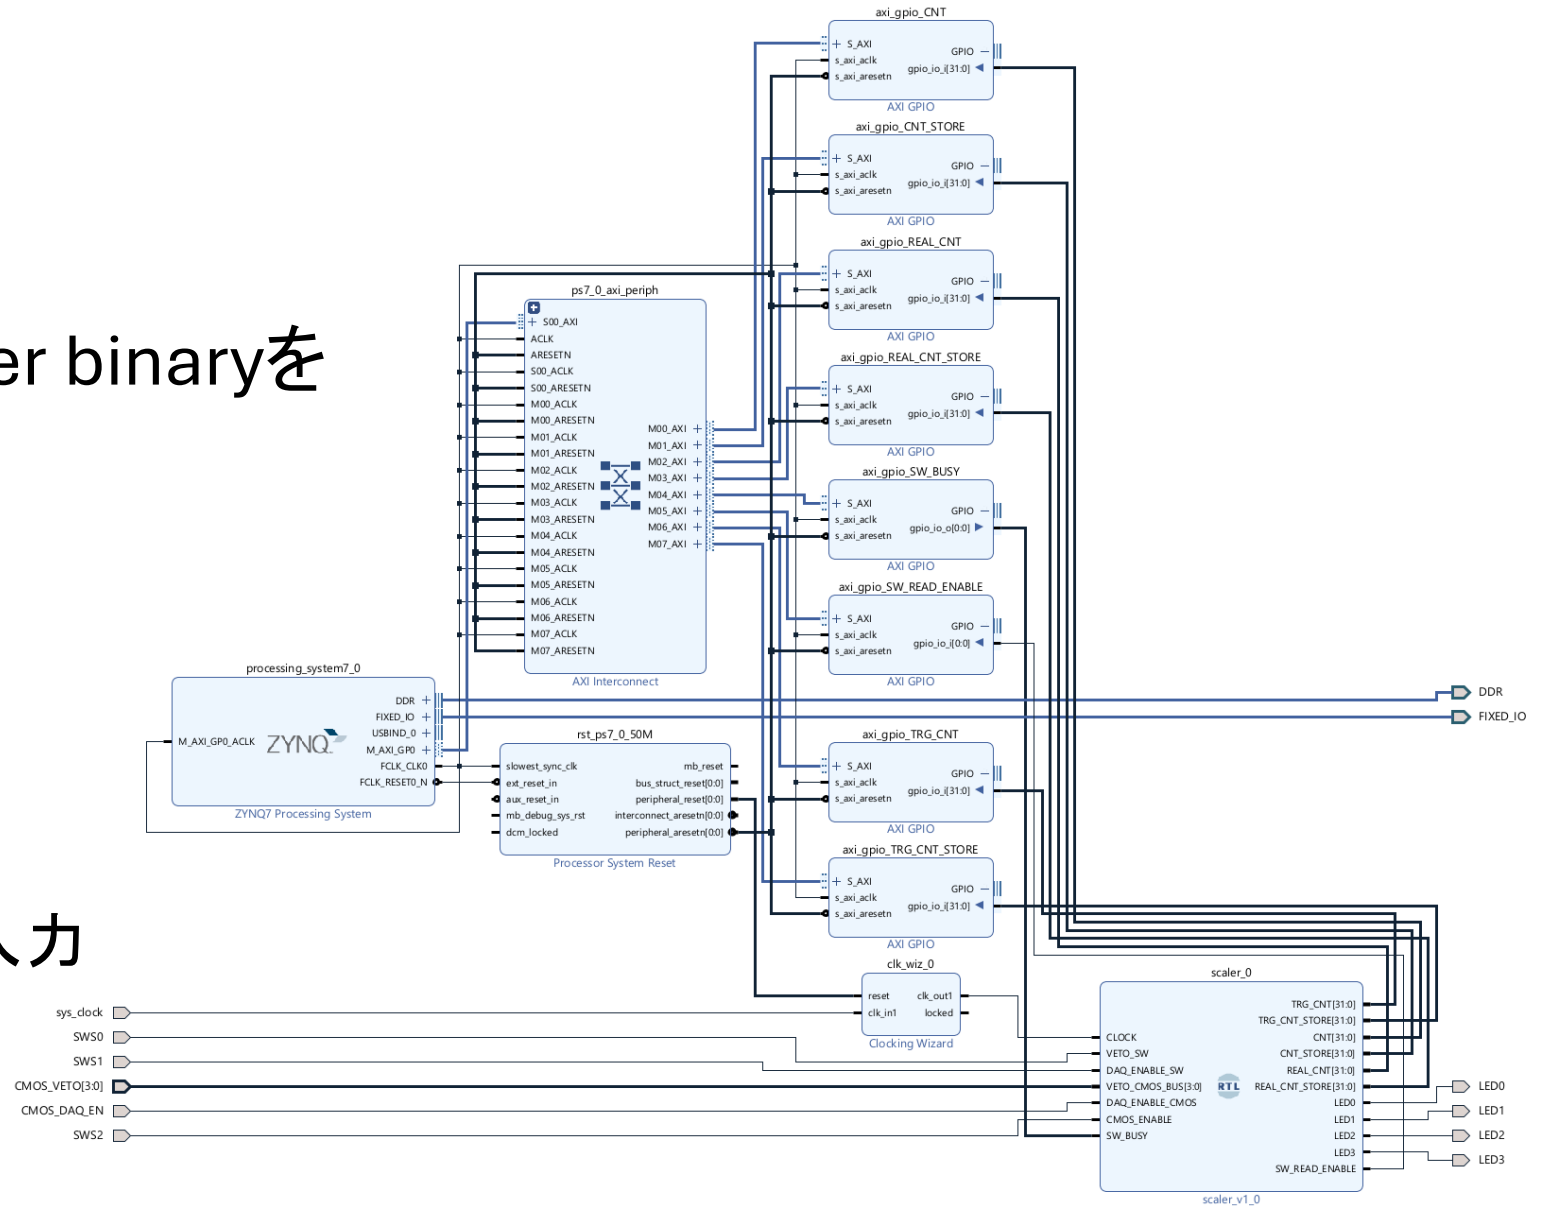 axi_gpio_CNT
S_AXI
s_axi_aclk
s_axi_aresetn
GPIO
gpio_io_i[31:0]
AXI GPIO
axi_gpio_CNT_STORE
S_AXI
s_axi_aclk
s_axi_aresetn
GPIO
gpio_io_i[31:0]
AXI GPIO
axi_gpio_REAL_CNT
S_AXI
s_axi_aclk
s_axi_aresetn
GPIO
gpio_io_i[31:0]
AXI GPIO
axi_gpio_REAL_CNT_STORE
S_AXI
s_axi_aclk
s_axi_aresetn
GPIO
gpio_io_i[31:0]
AXI GPIO
axi_gpio_SW_BUSY
S_AXI
s_axi_aclk
s_axi_aresetn
GPIO
gpio_io_o[0:0]
AXI GPIO
axi_gpio_SW_READ_ENABLE
S_AXI
s_axi_aclk
s_axi_aresetn
GPIO
gpio_io_i[0:0]
AXI GPIO
er binaryを
ps7_0_axi_periph
S00_AXI
ACLK
ARESETN
S00_ACLK
S00_ARESETN
M00_ACLK
M00_ARESETN
M01_ACLK
M01_ARESETN
M02_ACLK
M02_ARESETN
M03_ACLK
M03_ARESETN
M04_ACLK
M04_ARESETN
M05_ACLK
M05_ARESETN
M06_ACLK
M06_ARESETN
M07_ACLK
M07_ARESETN
M00_AXI
M01_AXI
M02_AXI
M03_AXI
M04_AXI
M05_AXI
M06_AXI
M07_AXI
AXI Interconnect
processing_system7_0
M_AXI_GP0_ACLK
ZYNQ
DDR
FIXED_IO
USBIND_0
M_AXI_GP0
FCLK_CLK0
FCLK_RESET0_N
ZYNQ7 Processing System
DDR
FIXED_IO
rst_ps7_0_50M
slowest_sync_clk
ext_reset_in
aux_reset_in
mb_debug_sys_rst
dcm_locked
mb_reset
bus_struct_reset[0:0]
peripheral_reset[0:0]
interconnect_aresetn[0:0]
peripheral_aresetn[0:0]
Processor System Reset
axi_gpio_TRG_CNT
S_AXI
s_axi_aclk
s_axi_aresetn
GPIO
gpio_io_i[31:0]
AXI GPIO
axi_gpio_TRG_CNT_STORE
S_AXI
s_axi_aclk
s_axi_aresetn
GPIO
gpio_io_i[31:0]
AXI GPIO
力
clk_wiz_0
reset
clk_in1
clk_out1
locked
Clocking Wizard
sys_clock
SWS0
SWS1
CMOS_VETO[3:0]
CMOS_DAQ_EN
SWS2
scaler_0
CLOCK
VETO_SW
DAQ_ENABLE_SW
VETO_CMOS_BUS[3:0]
DAQ_ENABLE_CMOS
CMOS_ENABLE
SW_BUSY
RTL
TRG_CNT[31:0]
TRG_CNT_STORE[31:0]
CNT[31:0]
CNT_STORE[31:0]
REAL_CNT[31:0]
REAL_CNT_STORE[31:0]
LED0
LED1
LED2
LED3
SW_READ_ENABLE
scaler_v1_0
LED0
LED1
LED2
LED3